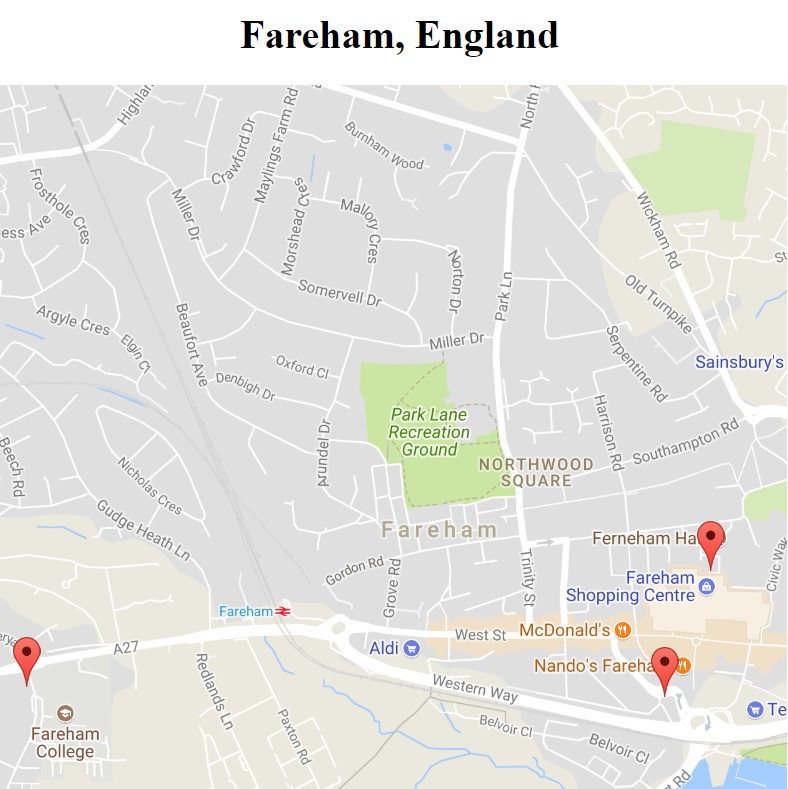 Fareham, England
Highlan
North
Crawford Dr
Maylings Farm Rd
Burnham Wood
Frosthole Cres
ess Ave
Miller Dr
Morshead Cres
Mallory Cres
Wickham Rd
Somervell Dr
Norton Dr
Park Ln
Old Turnpike
St
Argyle Cres
Elgin Cl
Beaufort Ave
Miller Dr
Serpentine Rd
Sainsbury's
Oxford Cl
Denbigh Dr
Park Lane
Recreation
Ground
Harrison Rd
Southampton Rd
Arundel Dr
NORTHWOOD
SQUARE
Beech Rd
Nicholas Cres
Gudge Heath Ln
Fareham
Ferneham Ha
Gordon Rd
Grove Rd
Trinity St
Fareham
Shopping Centre
Civic Way
Fareham
West St
McDonald's
A27
Aldi
Nando's Fareha
Redlands Ln
Western Way
Fareham
College
Paxton Rd
Belvoir Cl
Belvoir Cl
Te
t Rd